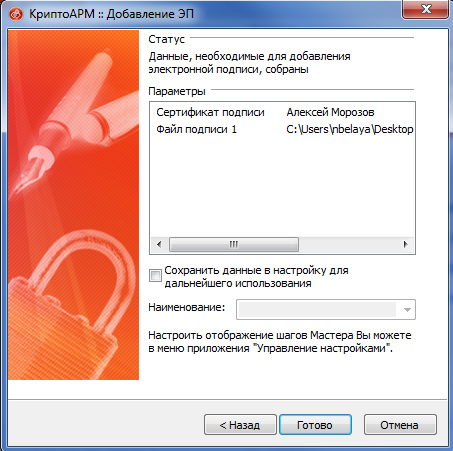 КриптоАРМ :: Добавление ЭП
Статус
Данные, необходимые для добавления
электронной подписи, собраны
Параметры
Сертификат подписи Алексей Морозов
Файл подписи 1 C:\Users\nbelaya\Desktop
Сохранить данные в настройку для
дальнейшего использования
Наименование:
Настроить отображение шагов Мастера Вы можете
в меню приложения "Управление настройками".
< Назад Готово Отмена